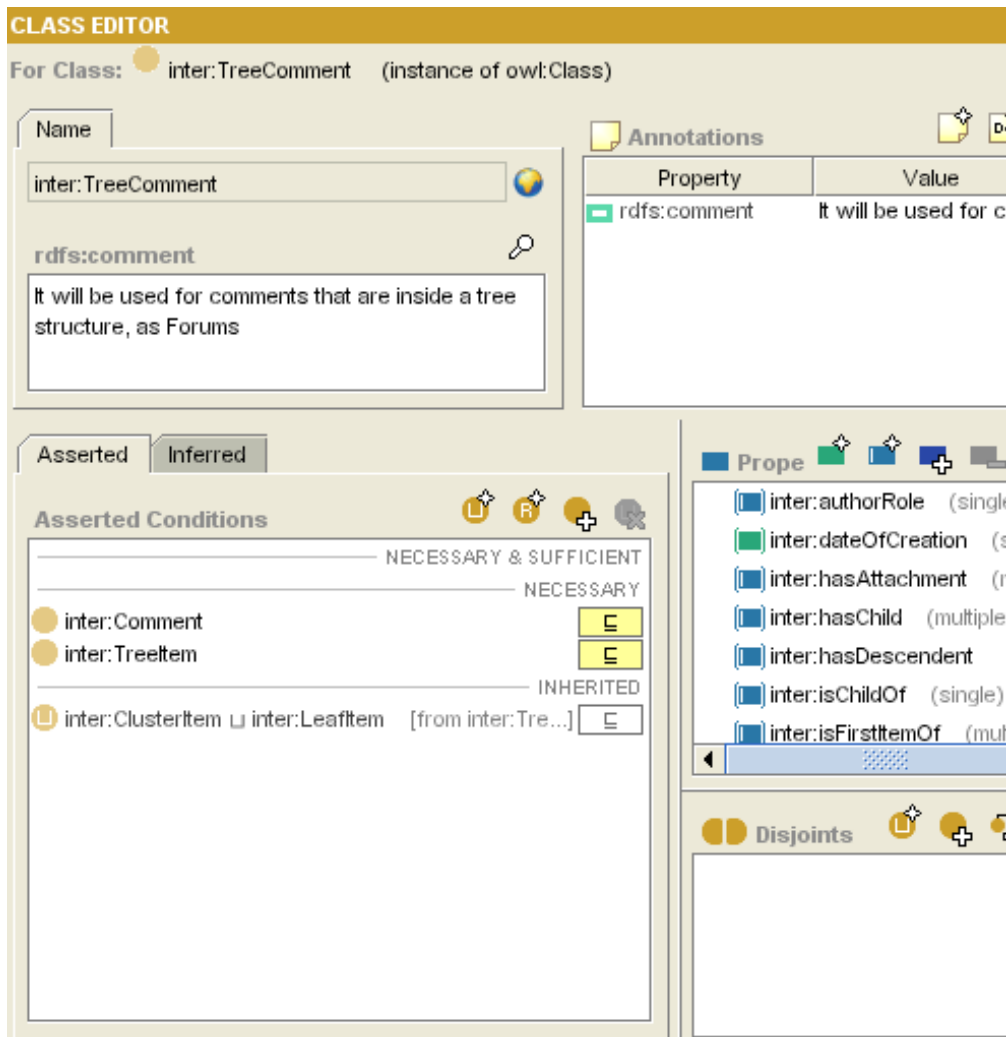 CLASS EDITOR
For Class: inter:TreeComment (instance of owl:Class)
Name
inter:TreeComment
rdfs:comment
It will be used for comments that are inside a tree
structure, as Forums
Annotations
Property Value
rdfs:comment It will be used for c
Asserted Inferred
Asserted Conditions
NECESSARY & SUFFICIENT
NECESSARY
inter:Comment ⊑
inter:TreeItem ⊑
INHERITED
inter:ClusterItem ⊔ inter:LeafItem [from inter:Tre...] ⊑
Prope
inter:authorRole (single
inter:dateOfCreation (s
inter:hasAttachment (m
inter:hasChild (multiple
inter:hasDescendent
inter:isChildOf (single)
inter:isFirstItemOf (mult
Disjoints